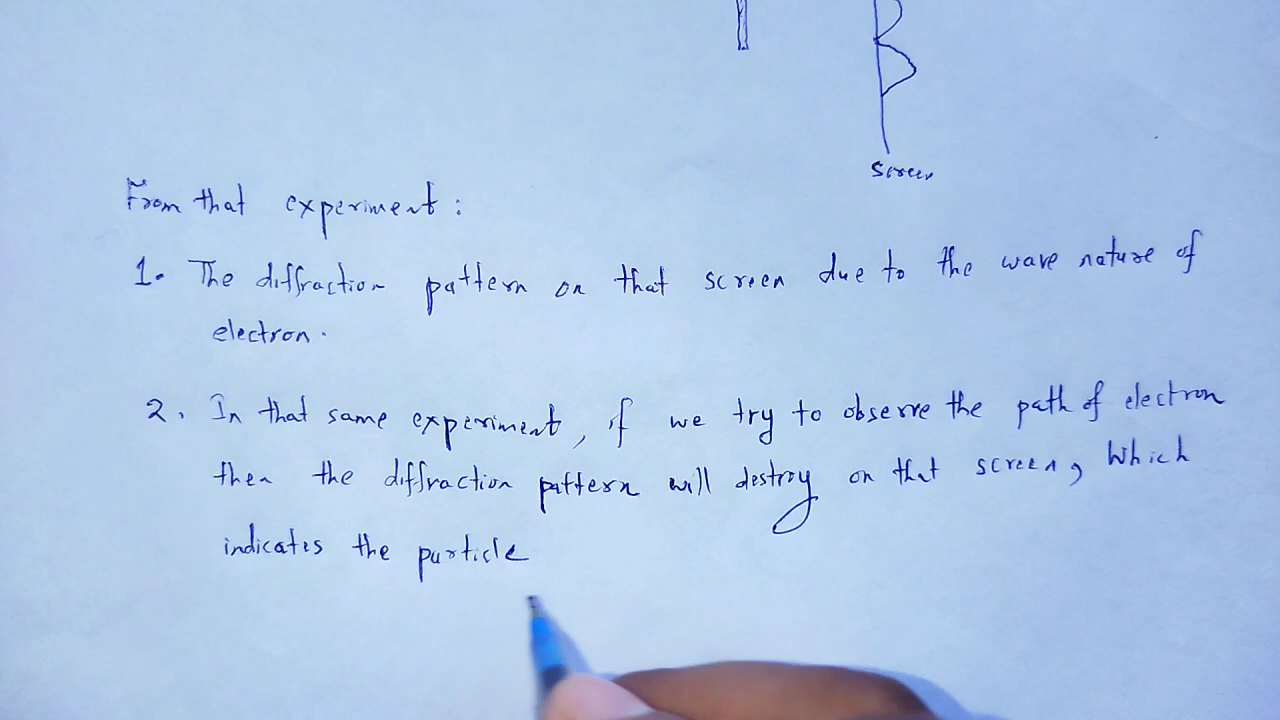 screen
From that experiment:
1. The diffraction pattern on that screen due to the wave nature of
electron.
2. In that same experiment, if we try to observe the path of electron
then the diffraction pattern will destroy on that screen, which
indicates the particle